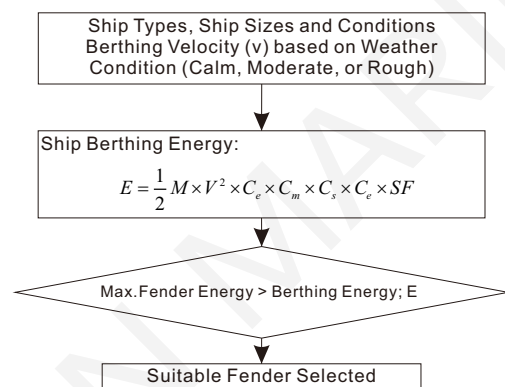 Ship Types, Ship Sizes and Conditions
Berthing Velocity (v) based on Weather
Condition (Calm, Moderate, or Rough)
Ship Berthing Energy:
E = 1/2 M × V² × Cₑ × Cₘ × Cₛ × Cₑ × SF
Max.Fender Energy > Berthing Energy; E
Suitable Fender Selected